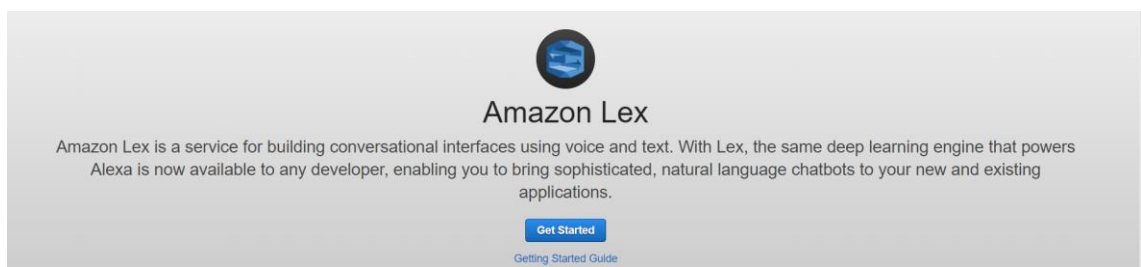 Amazon Lex
Amazon Lex is a service for building conversational interfaces using voice and text. With Lex, the same deep learning engine that powers
Alexa is now available to any developer, enabling you to bring sophisticated, natural language chatbots to your new and existing
applications.
Get Started
Getting Started Guide